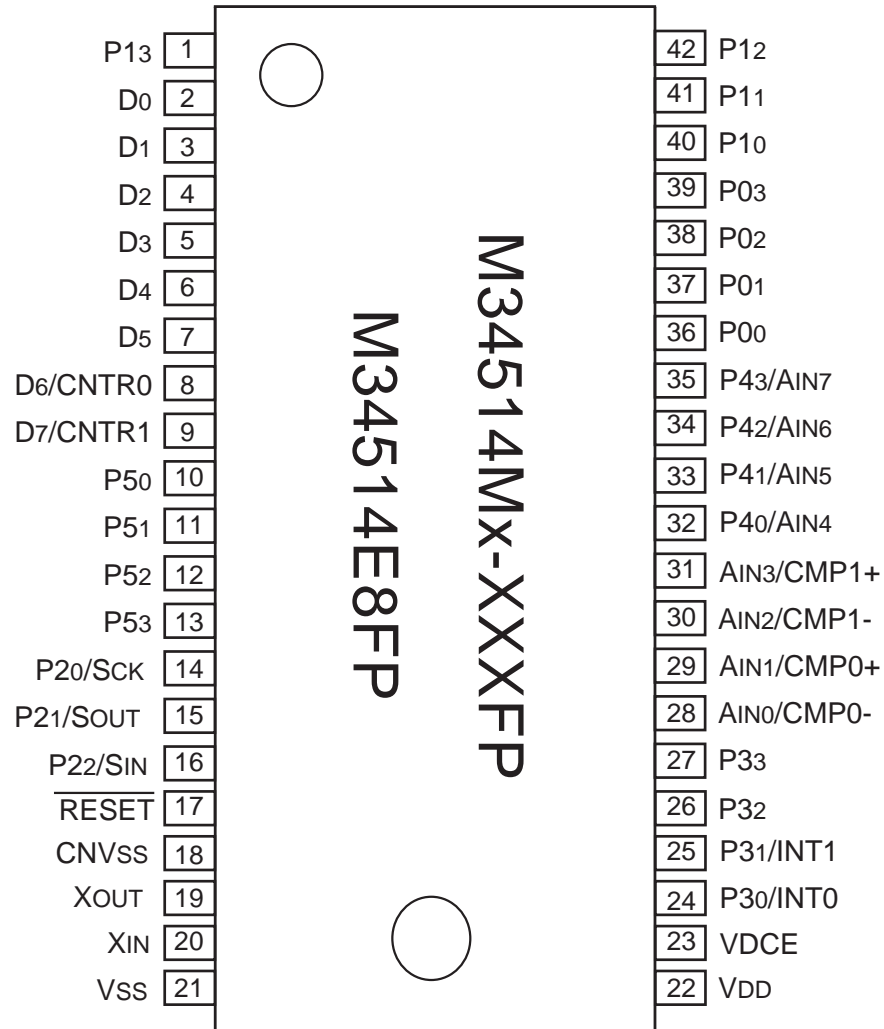 P13 1
D0 2
D1 3
D2 4
D3 5
D4 6
D5 7
D6/CNTR0 8
D7/CNTR1 9
P50 10
P51 11
P52 12
P53 13
P20/SCK 14
P21/SOUT 15
P22/SIN 16
RESET 17
CNVSS 18
XOUT 19
XIN 20
VSS 21
M34514Mx-XXXFP
M34514E8FP
42 P12
41 P11
40 P10
39 P03
38 P02
37 P01
36 P00
35 P43/AIN7
34 P42/AIN6
33 P41/AIN5
32 P40/AIN4
31 AIN3/CMP1+
30 AIN2/CMP1-
29 AIN1/CMP0+
28 AIN0/CMP0-
27 P33
26 P32
25 P31/INT1
24 P30/INT0
23 VDCE
22 VDD